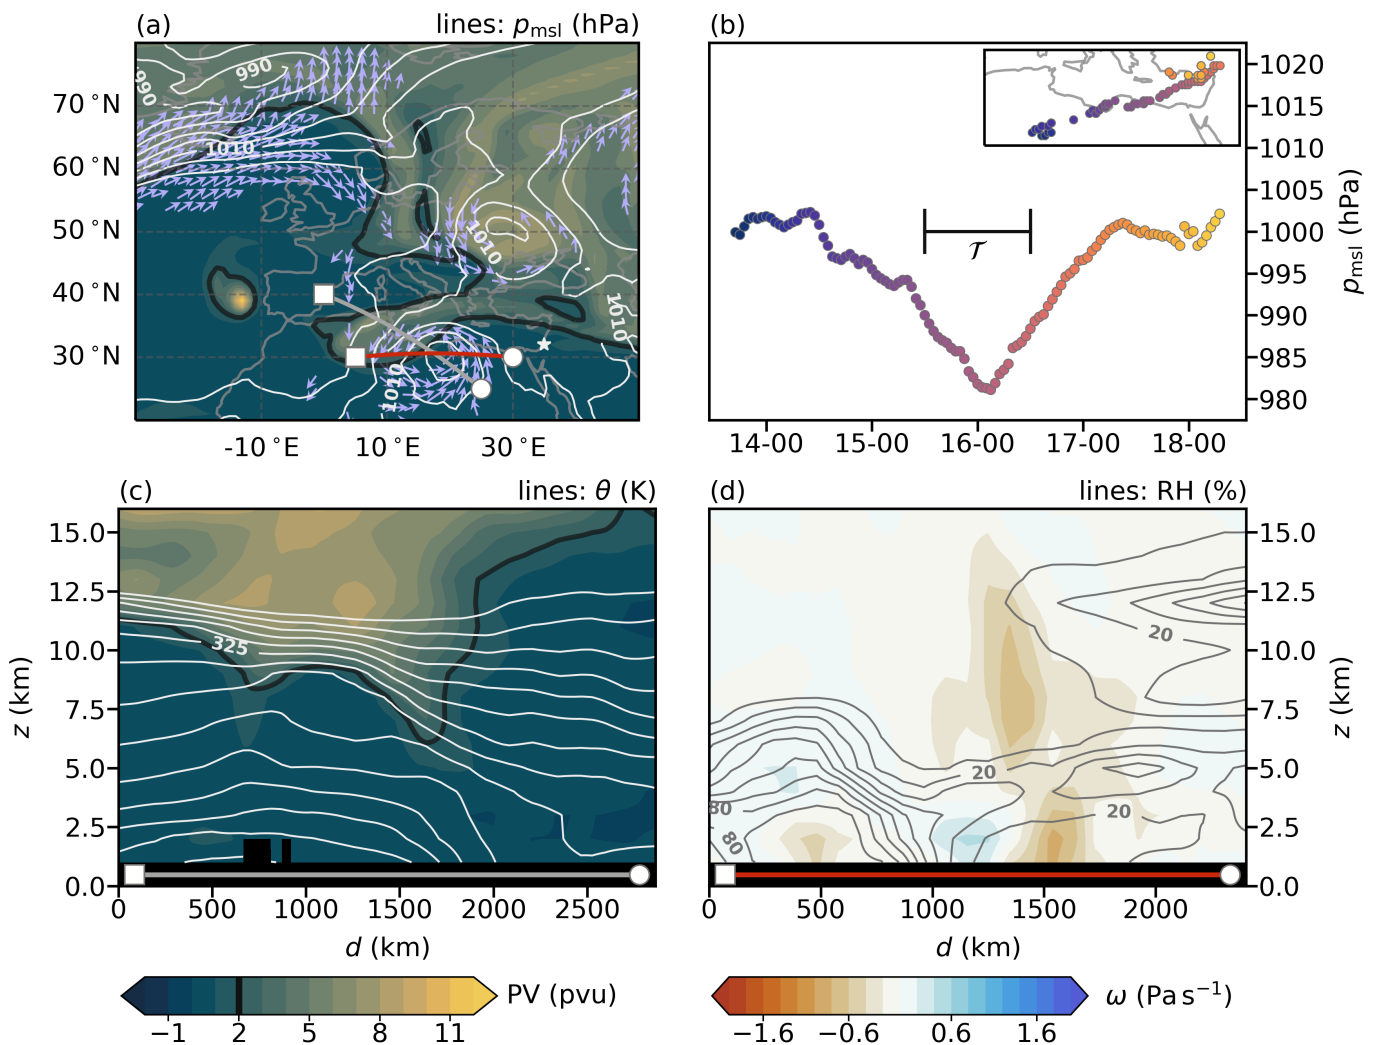 (a) lines: pmsl (hPa)
990
990
1010
1010
1010
1010
70°N
60°N
50°N
40°N
30°N
-10°E 10°E 30°E
(b)
1020
1015
1010
1005
1000
995
990
985
980
pmsl (hPa)
𝒯
14-00 15-00 16-00 17-00 18-00
(c) lines: θ (K)
15.0
12.5
10.0
7.5
5.0
2.5
0.0
z (km)
325
0 500 1000 1500 2000 2500
d (km)
−1 2 5 8 11
PV (pvu)
(d) lines: RH (%)
20
20
20
80
80
15.0
12.5
10.0
7.5
5.0
2.5
0.0
z (km)
0 500 1000 1500 2000
d (km)
−1.6 −0.6 0.6 1.6
ω (Pa s⁻¹)